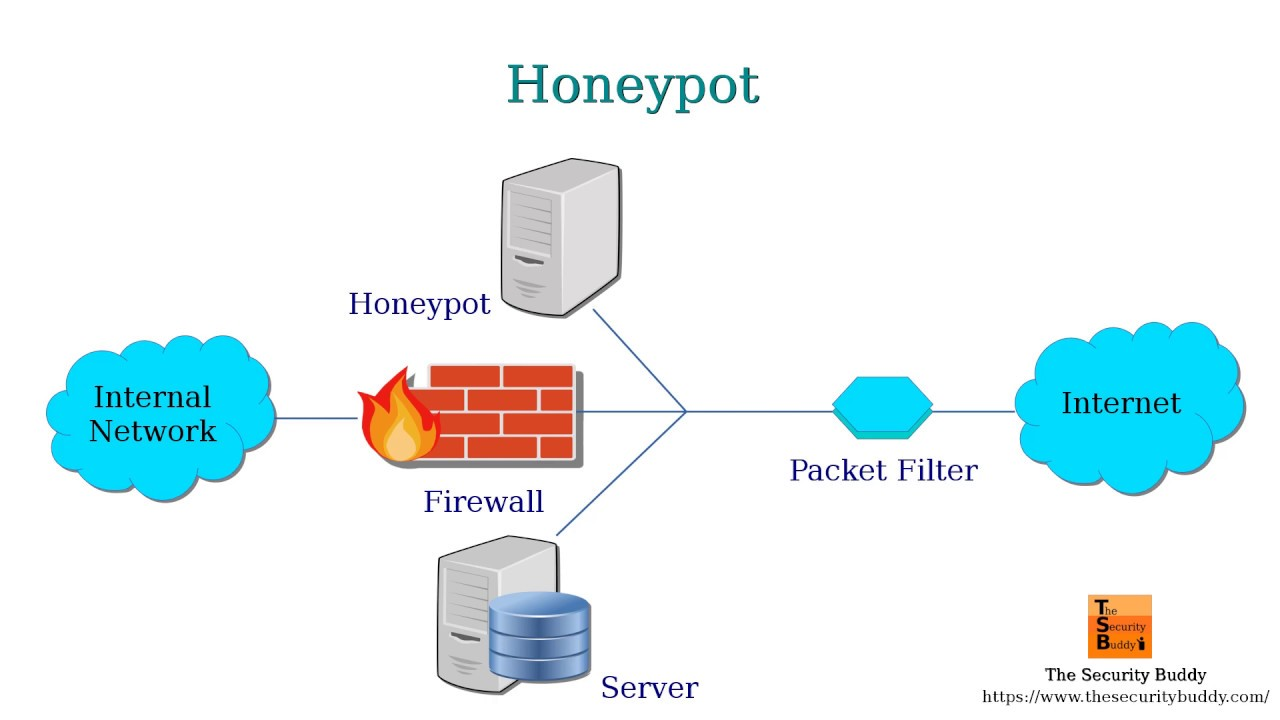 Honeypot
Honeypot
Internal
Network
Internet
Packet Filter
Firewall
Server
The
Security
Buddy
The Security Buddy
https://www.thesecuritybuddy.com/